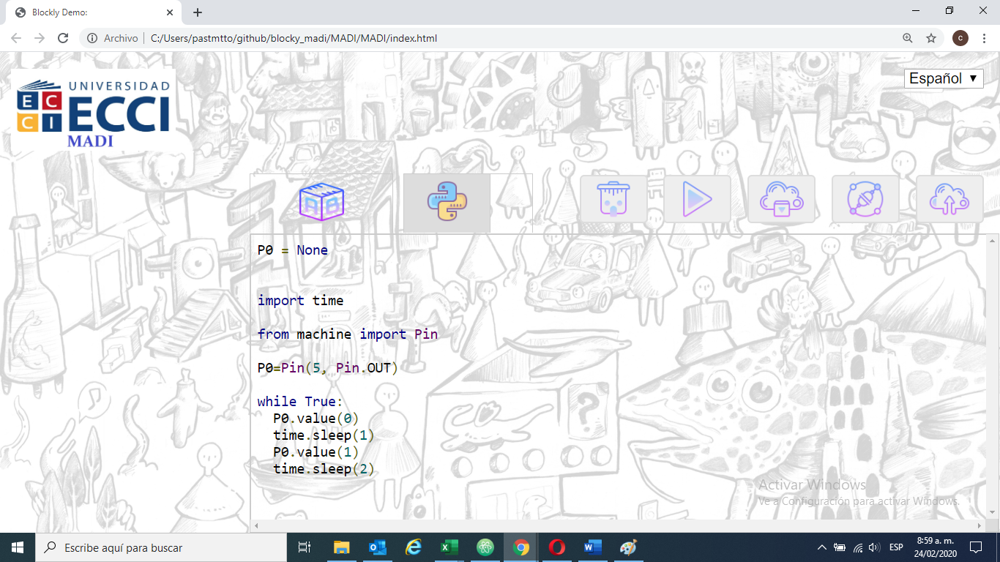 Blockly Demo:
Archivo
C:/Users/pastmtto/github/blocky_madi/MADI/MADI/index.html
c
UNIVERSIDAD
ECCI
ECCI
MADI
Español
P0 = None
import time
from machine import Pin
P0=Pin(5, Pin.OUT)
while True:
P0.value(0)
time.sleep(1)
P0.value(1)
time.sleep(2)
Activar Windows
Ve a Configuración para activar Windows.
Escribe aquí para buscar
ESP
8:59 a. m.
24/02/2020